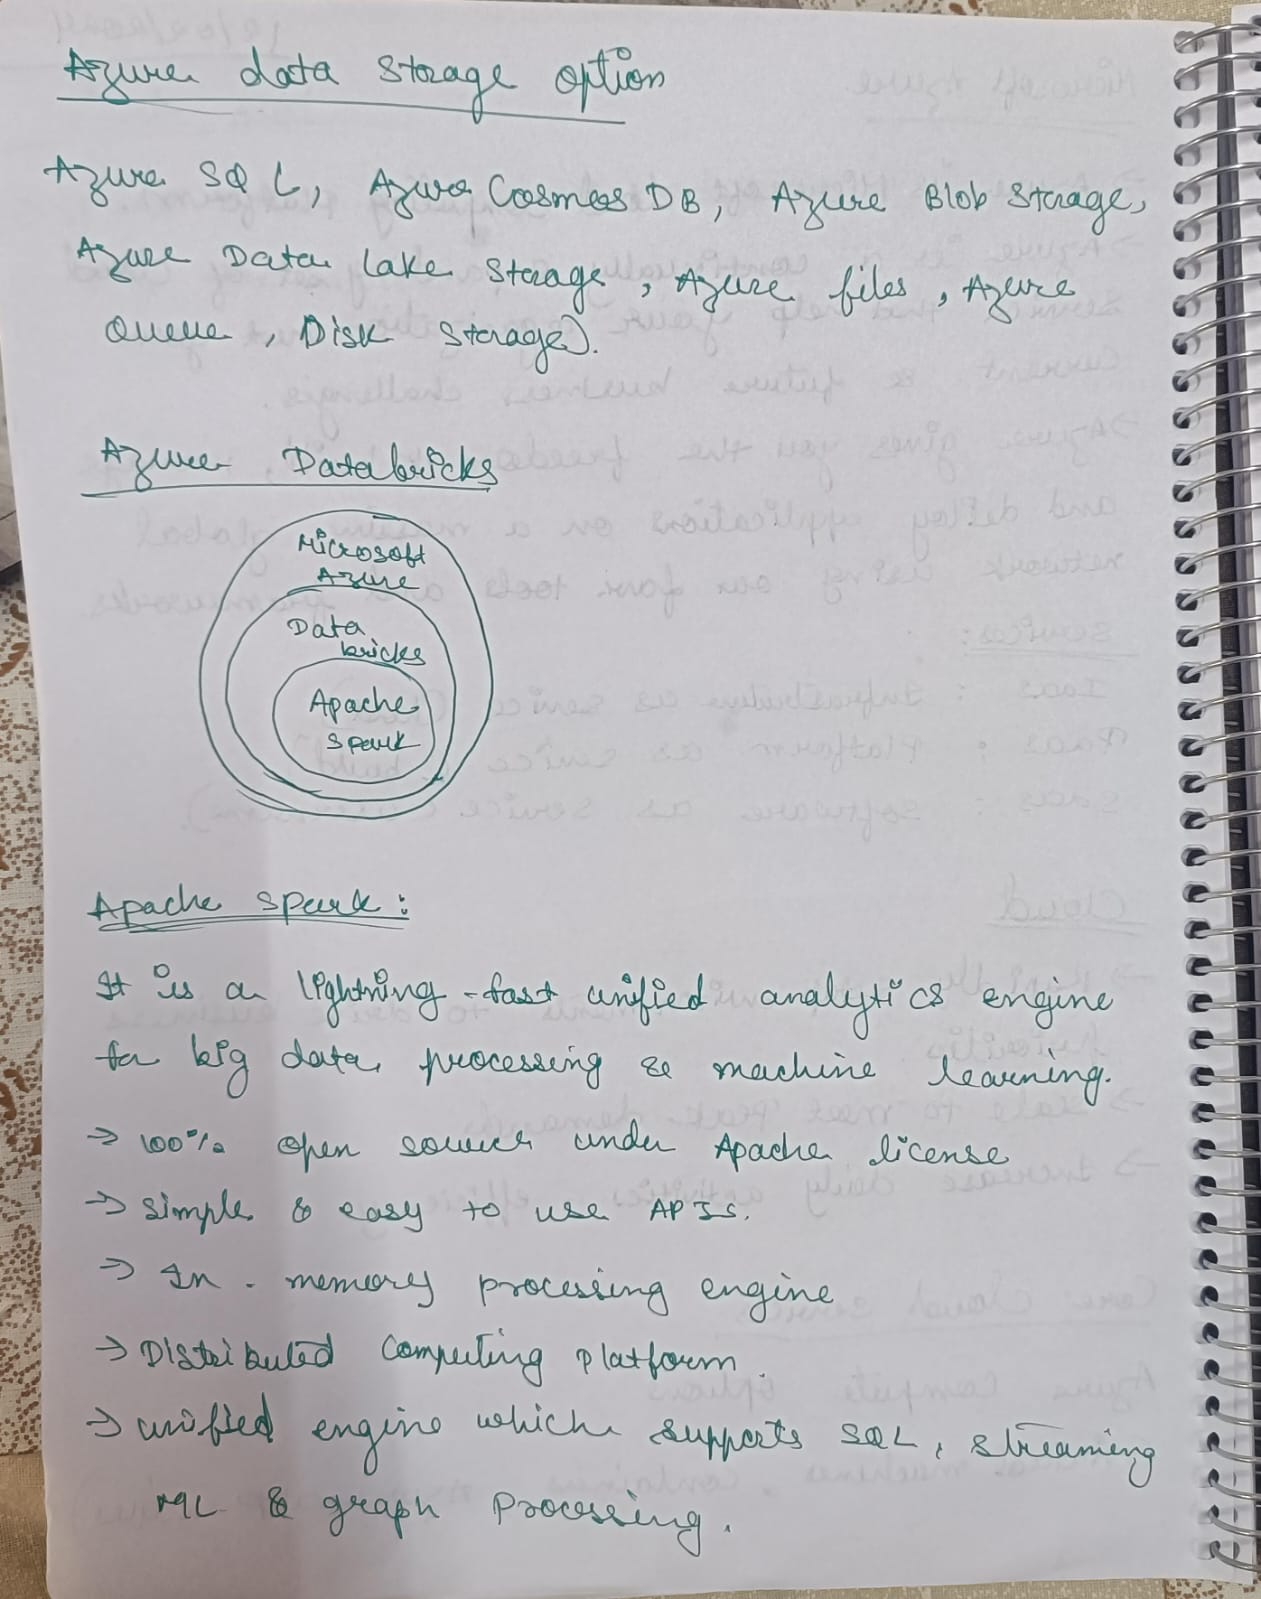 Azure data storage option
Azure SQL, Azure Cosmos DB, Azure Blob Storage,
Azure Data Lake Storage, Azure files, Azure
Queue, Disk Storage).
Azure Databricks
Microsoft
Azure
Data
bricks
Apache
Spark
Apache Spark:
It is a lightning-fast unified analytics engine
for big data processing & machine learning.
→ 100% open source under Apache license
→ simple & easy to use APIs.
→ In-memory processing engine
→ Distributed Computing platform.
→ unified engine which supports SQL, streaming
ML & graph Processing.